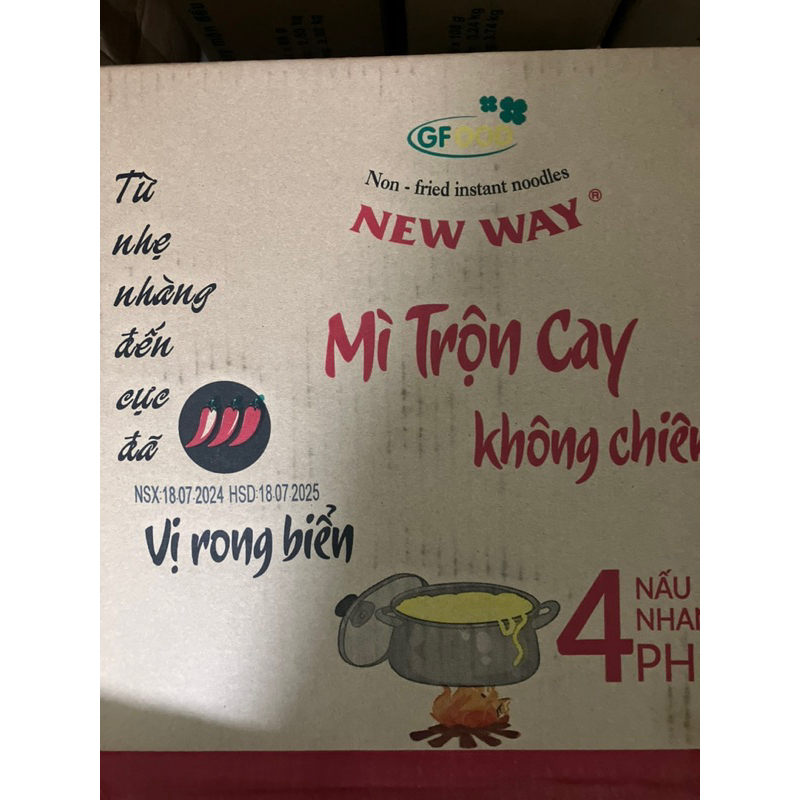 GFOOD
Non - fried instant noodles
NEW WAY®
Từ
nhẹ
nhàng
đến
cực
đã
Mì Trộn Cay
không chiên
NSX:18.07.2024 HSD:18.07.2025
Vị rong biển
4
NẤU
NHAN
PH